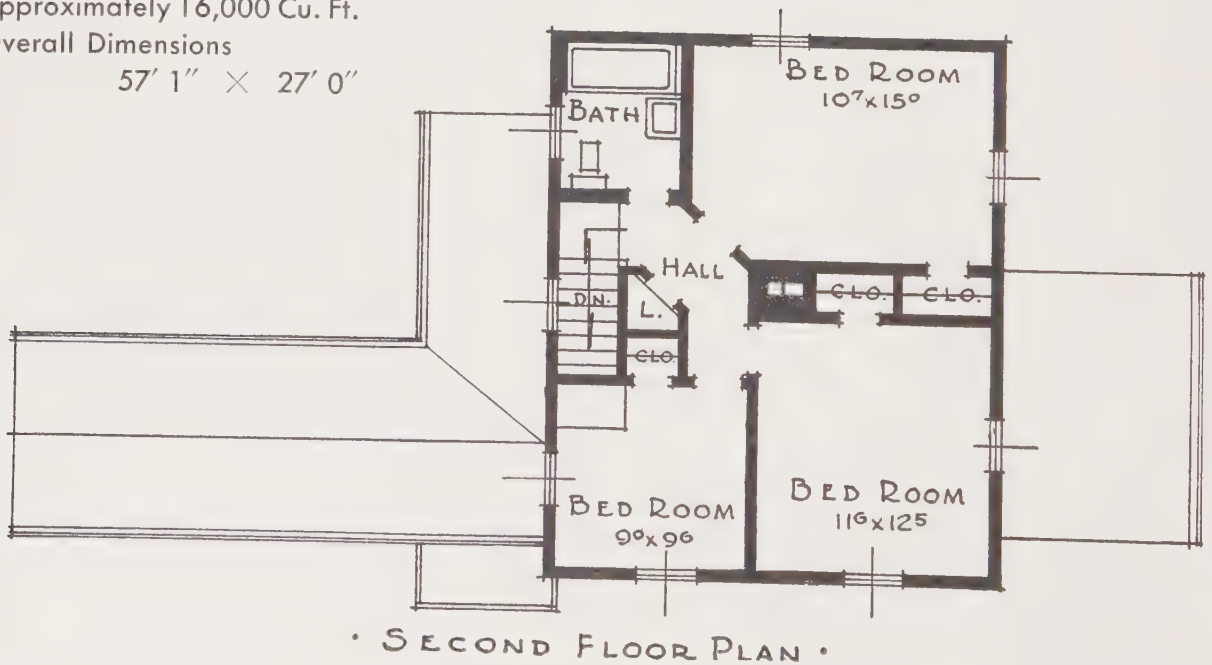 pproximately 16,000 Cu. Ft.
verall Dimensions
57' 1" × 27' 0"
BATH
BED ROOM
10⁷x15⁰
HALL
DN.
L.
CLO.
CLO.
CLO.
BED ROOM
9⁰x9⁶
BED ROOM
11⁶x12⁵
· SECOND FLOOR PLAN ·